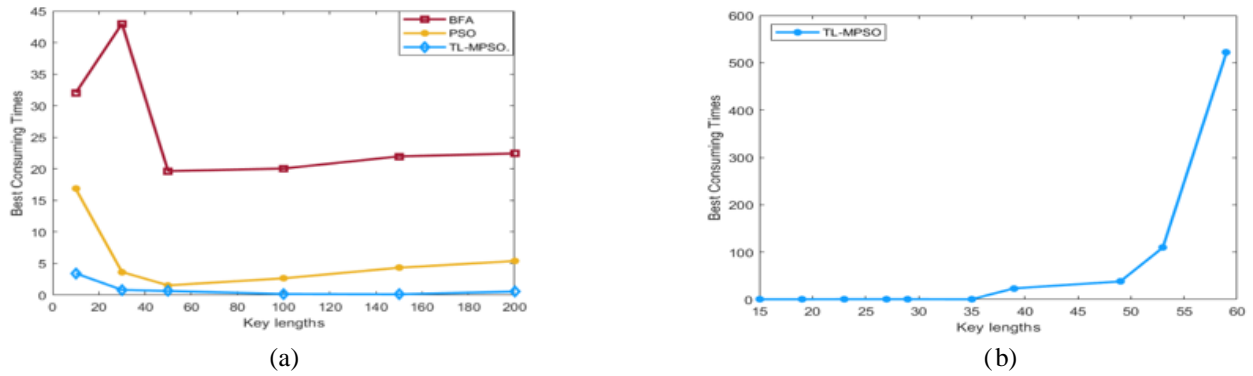 45
40
35
30
25
20
15
10
5
0
Best Consuming Times
BFA
PSO
TL-MPSO.
0 20 40 60 80 100 120 140 160 180 200
Key lengths
(a)
600
500
400
300
200
100
0
Best Consuming Times
TL-MPSO
15 20 25 30 35 40 45 50 55 60
Key lengths
(b)